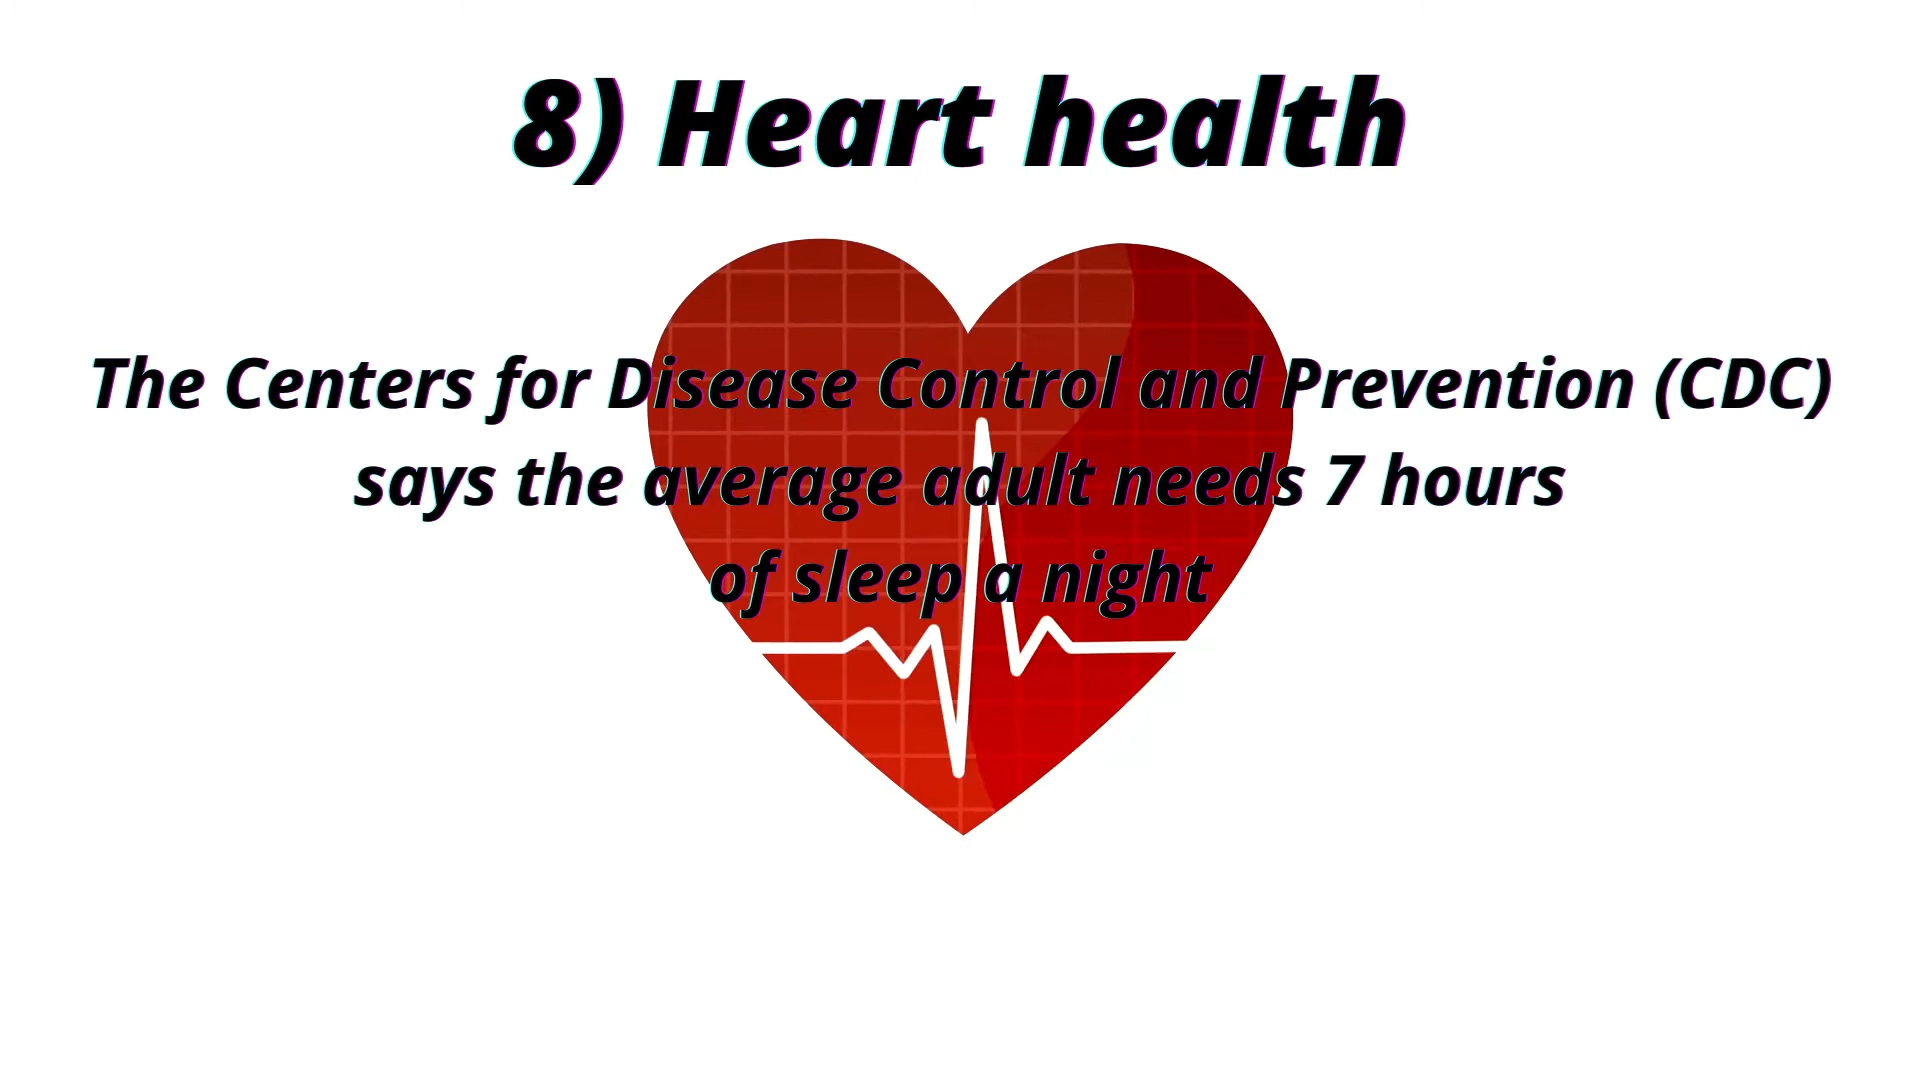 8) Heart health
The Centers for Disease Control and Prevention (CDC)
says the average adult needs 7 hours
of sleep a night